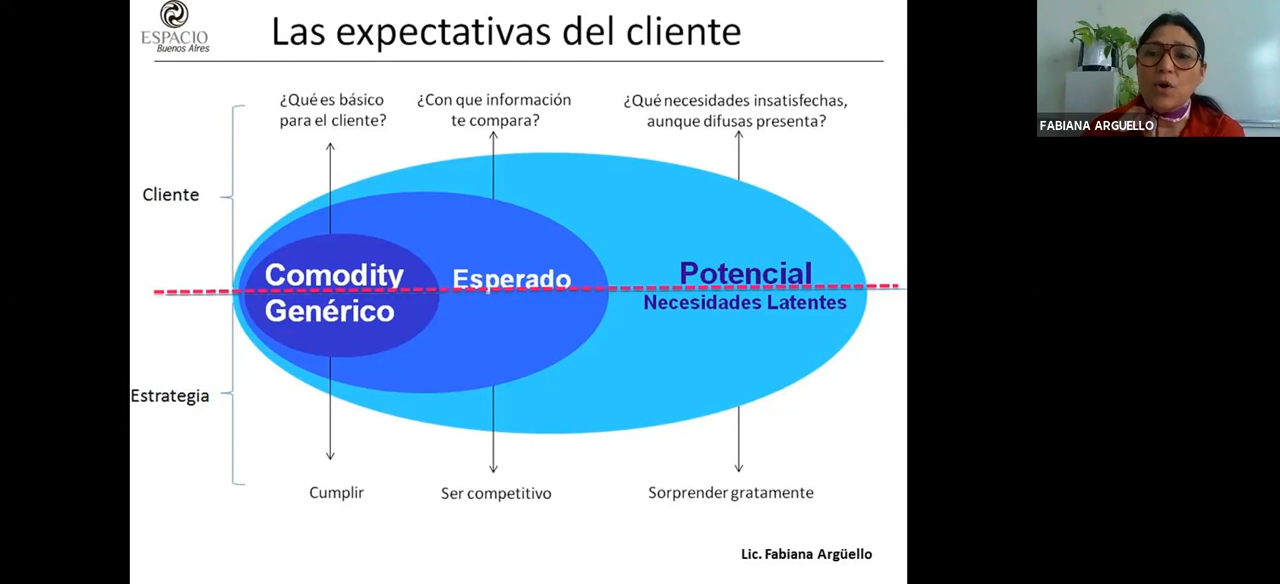 ESPACIO
Buenos Aires
Las expectativas del cliente
¿Qué es básico
para el cliente?
¿Con que información
te compara?
¿Qué necesidades insatisfechas,
aunque difusas presenta?
Cliente
Comodity
Genérico
Esperado
Potencial
Necesidades Latentes
Estrategia
Cumplir
Ser competitivo
Sorprender gratamente
Lic. Fabiana Argüello
FABIANA ARGUELLO